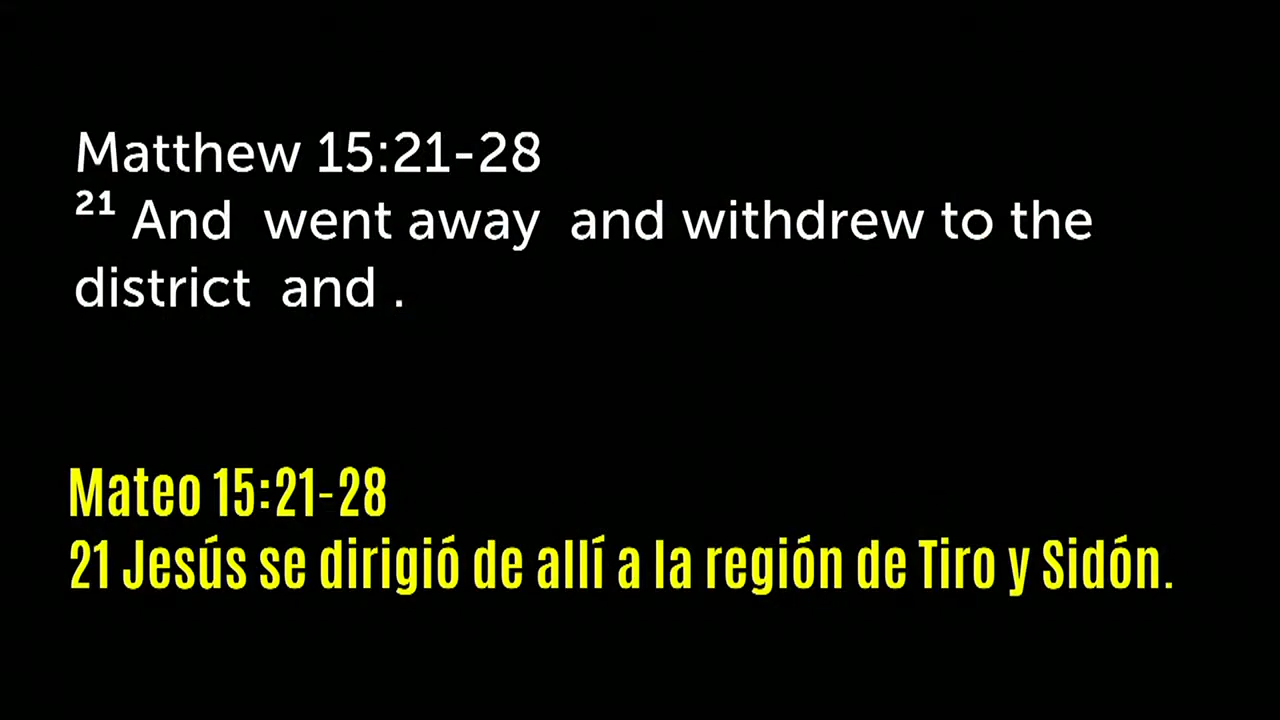 Matthew 15:21-28
21 And  went away  and withdrew to the
district  and .
Mateo 15:21-28
21 Jesús se dirigió de allí a la región de Tiro y Sidón.